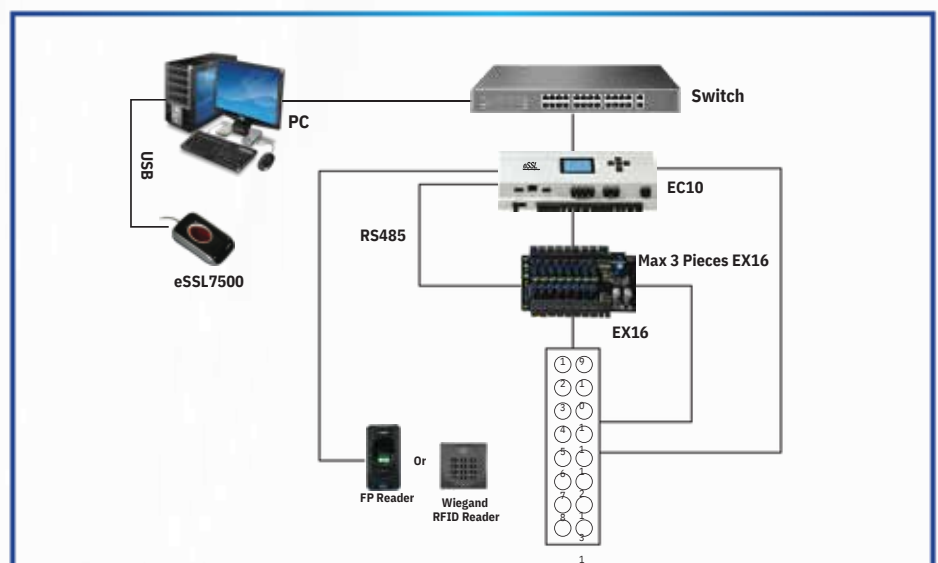 PC
Switch
USB
eSSL
EC10
RS485
Max 3 Pieces EX16
eSSL7500
EX16
1 9
2 1
3 0
4 1
5 1
6 1
7 2
8 1
3
1
Or
FP Reader
Wiegand
RFID Reader